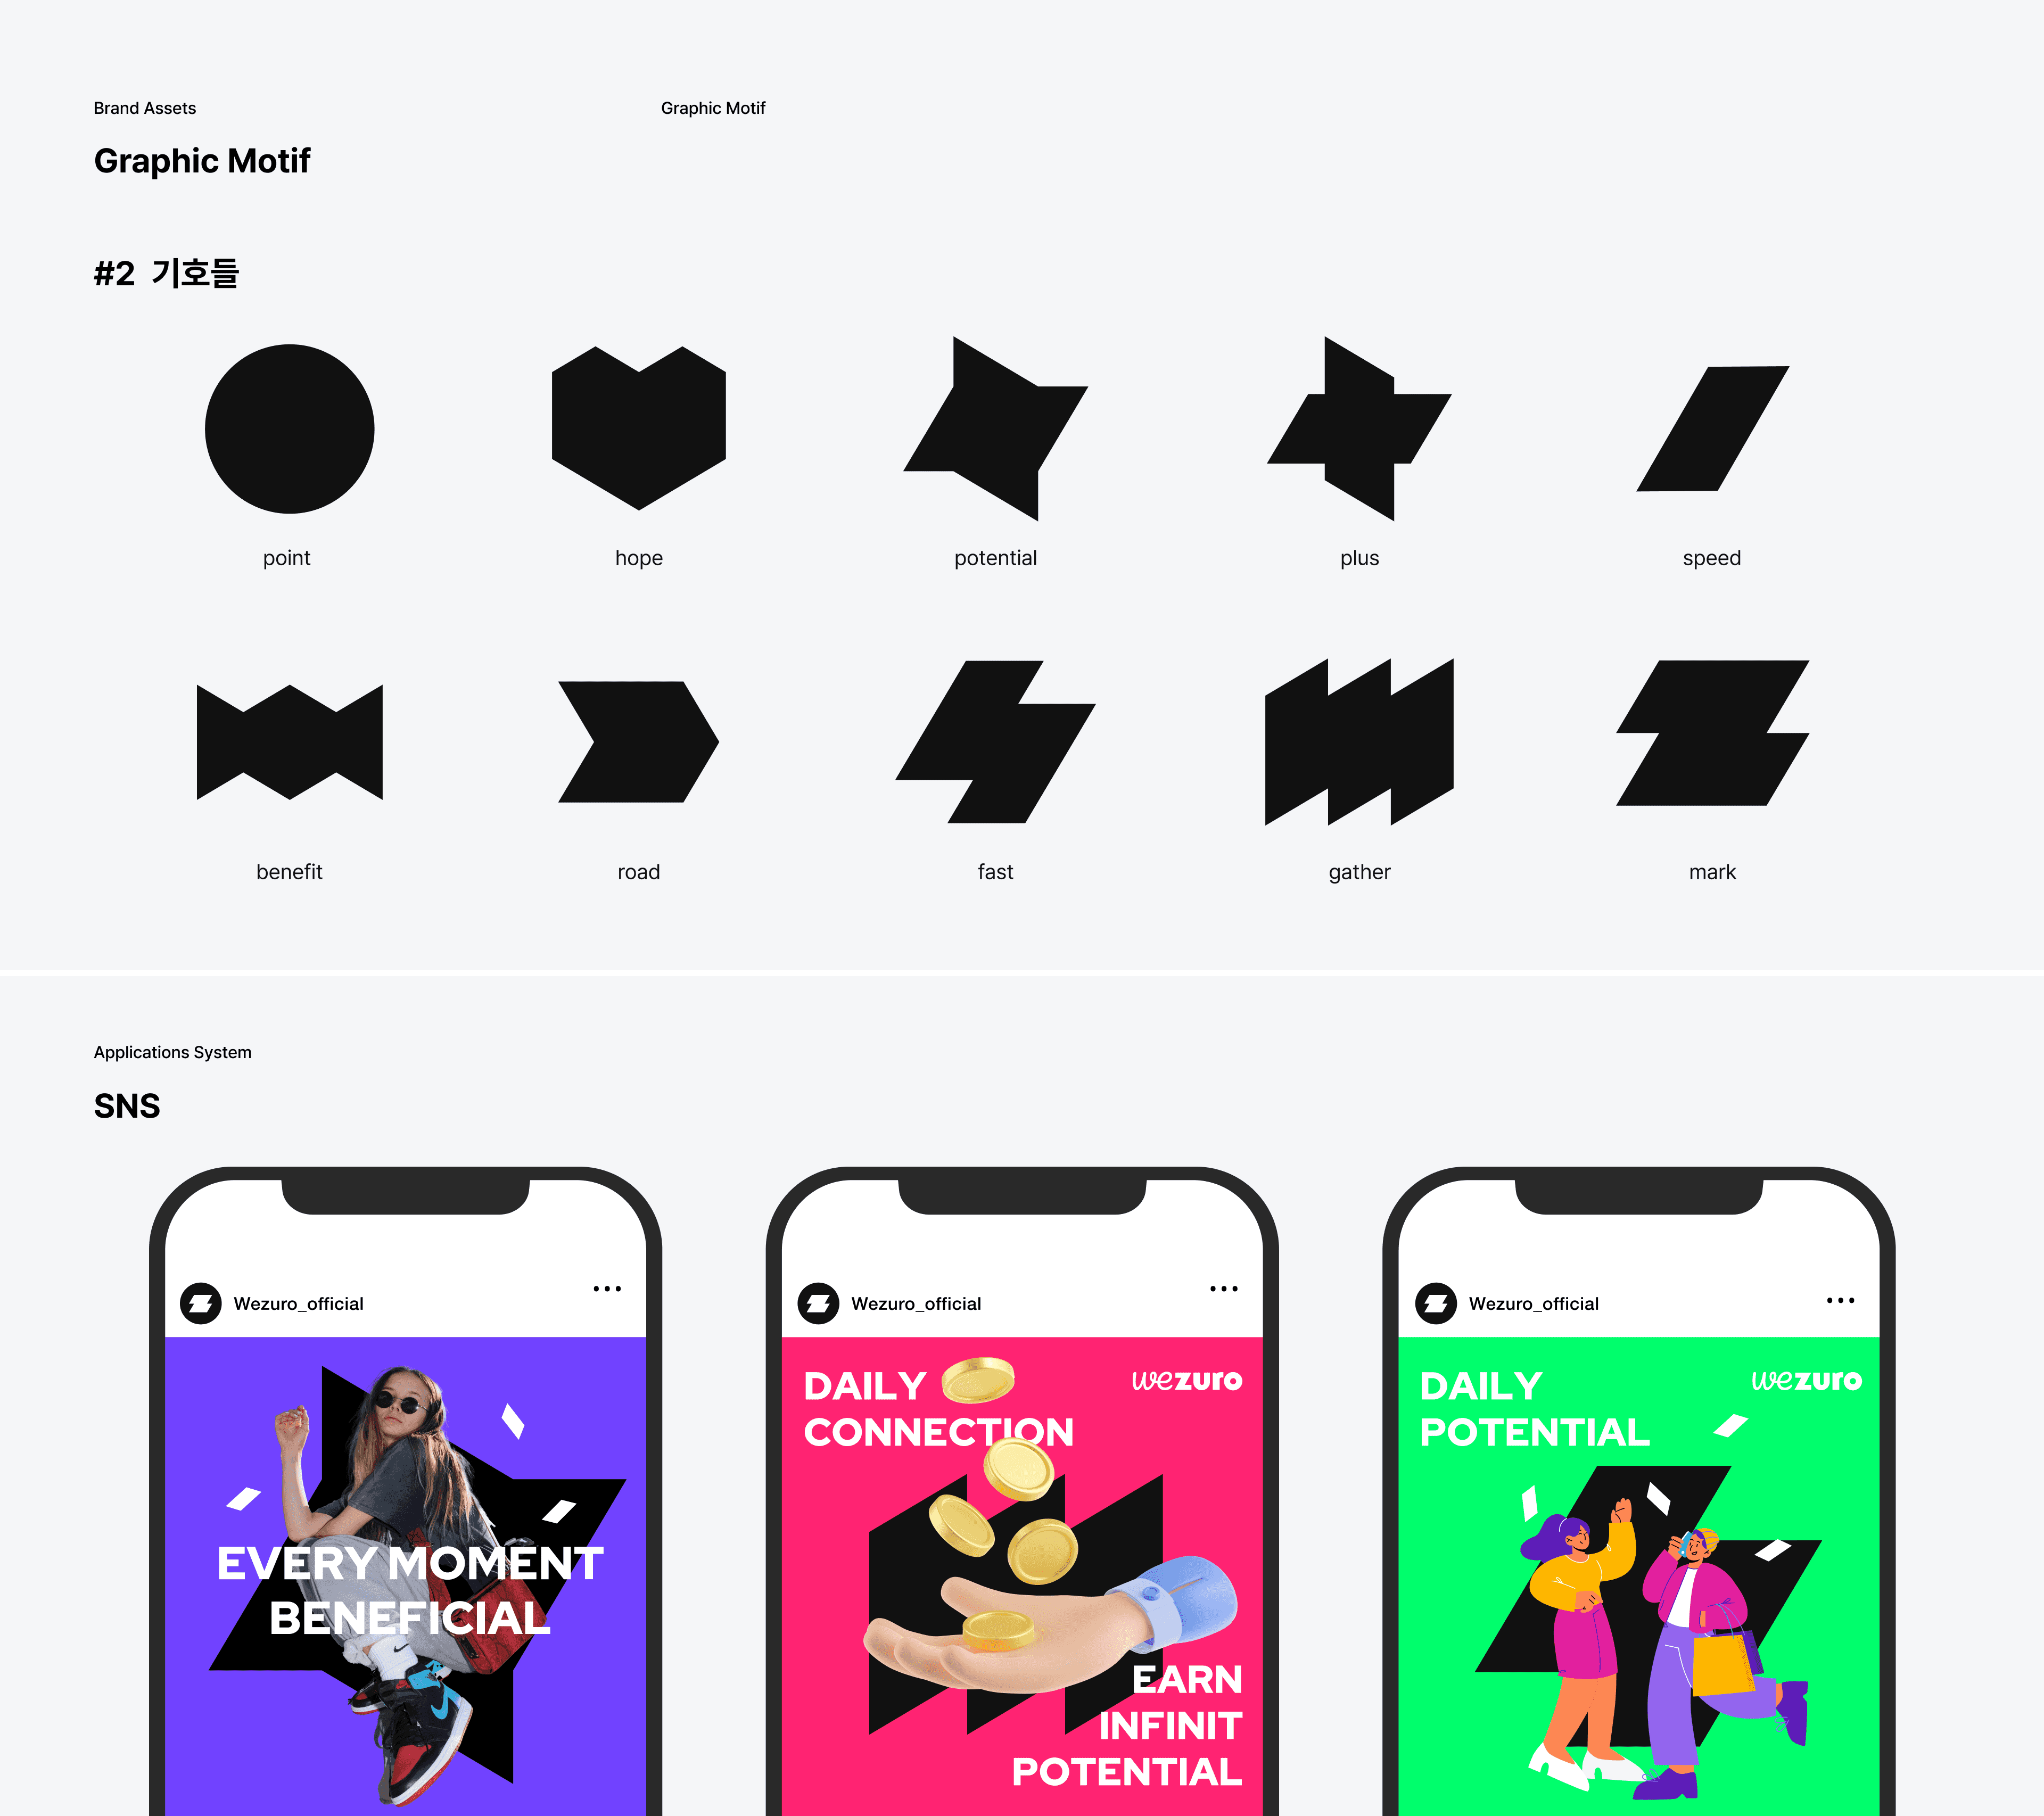 Brand Assets
Graphic Motif
Graphic Motif
#2 기호들
point
hope
potential
plus
speed
benefit
road
fast
gather
mark
Applications System
SNS
Wezuro_official
EVERY MOMENT
BENEFICIAL
Wezuro_official
DAILY
CONNECTION
wezuro
EARN
INFINIT
POTENTIAL
Wezuro_official
DAILY
POTENTIAL
wezuro